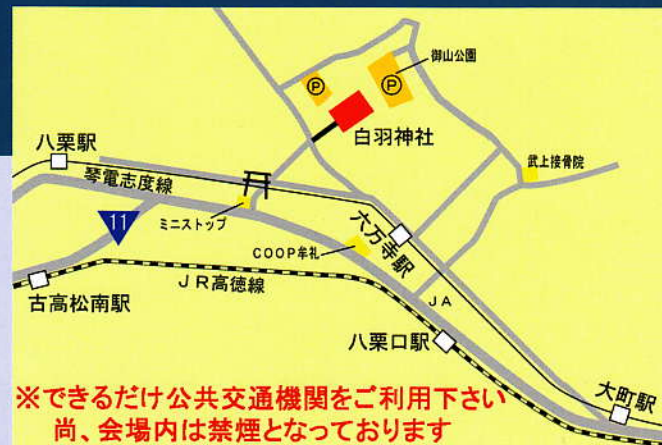 御山公園
P
P
白羽神社
八栗駅
武上接骨院
琴電志度線
ミニストップ
11
六万寺駅
COOP牟礼
JR高徳線
古高松南駅
JA
八栗口駅
大町駅
※できるだけ公共交通機関をご利用下さい
尚、会場内は禁煙となっております